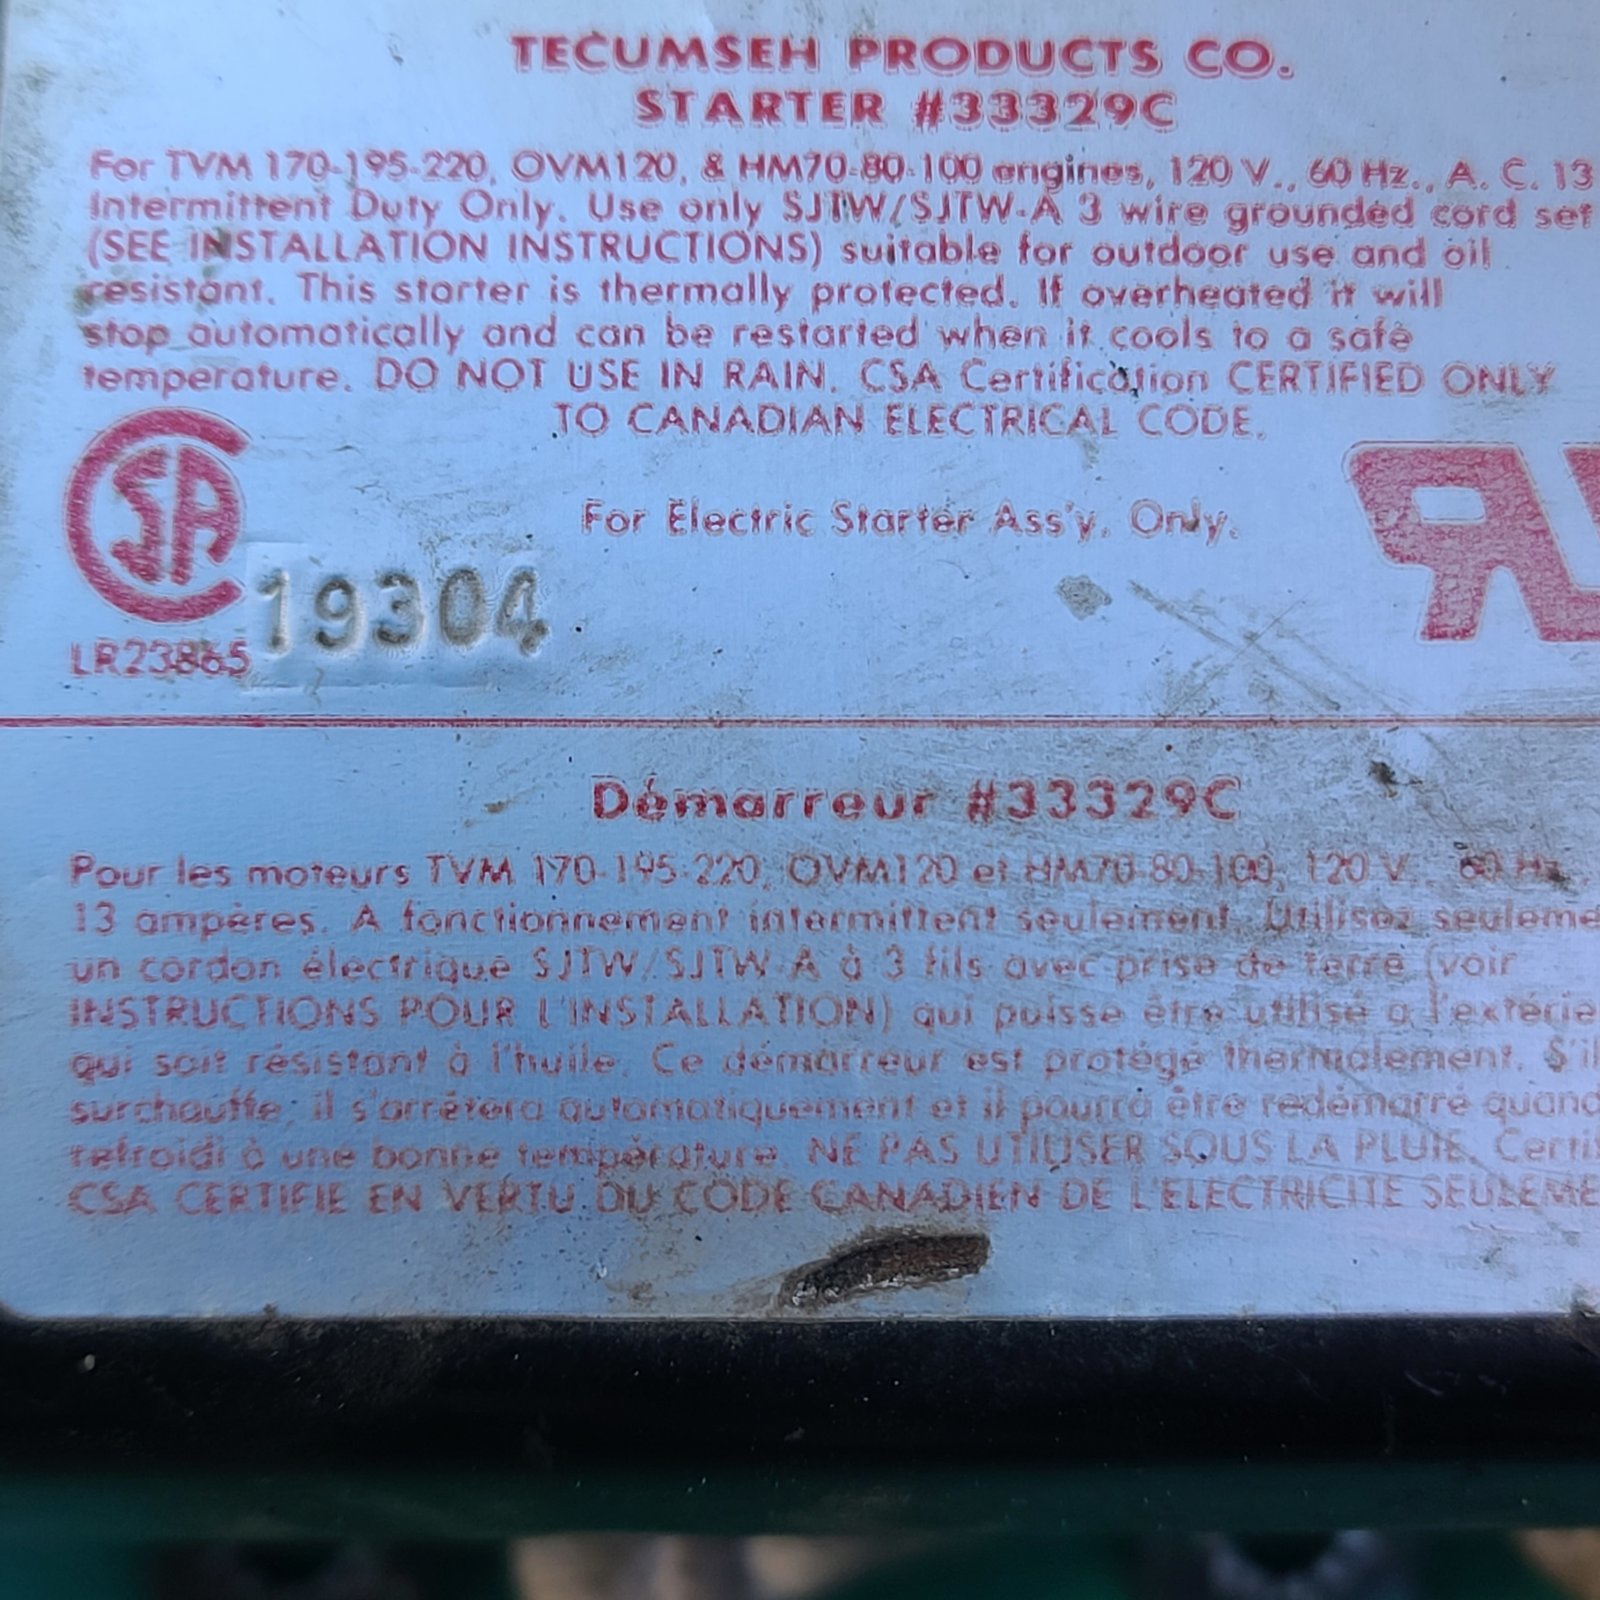 TECUMSEH PRODUCTS CO.
STARTER #33329C
For TVM 170-195-220, OVM120, & HM70-80-100 engines, 120 V., 60 Hz., A. C. 13
Intermittent Duty Only. Use only SJTW/SJTW-A 3 wire grounded cord set
(SEE INSTALLATION INSTRUCTIONS) suitable for outdoor use and oil
resistant. This starter is thermally protected. If overheated it will
stop automatically and can be restarted when it cools to a safe
temperature. DO NOT USE IN RAIN. CSA Certification CERTIFIED ONLY
TO CANADIAN ELECTRICAL CODE.
CSA
For Electric Starter Ass'y. Only.
19304
LR23865
Démarreur #33329C
Pour les moteurs TVM 170-195-220, OVM120 et HM70-80-100, 120 V., 60 Hz
13 ampères. A fonctionnement intermittent seulement. Utilisez seuleme
un cordon électrique SJTW/SJTW-A à 3 fils avec prise de terre (voir
INSTRUCTIONS POUR L'INSTALLATION) qui puisse être utilisé a l'extérie
qui soit résistant à l'huile. Ce démarreur est protégé thermalement. S'il
surchauffe, il s'arrêtera automatiquement et il pourra être redémarré quand
refroidi à une bonne température. NE PAS UTILISER SOUS LA PLUIE. Certif
CSA CERTIFIE EN VERTU DU CODE CANADIEN DE L'ELECTRICITE SEULEME